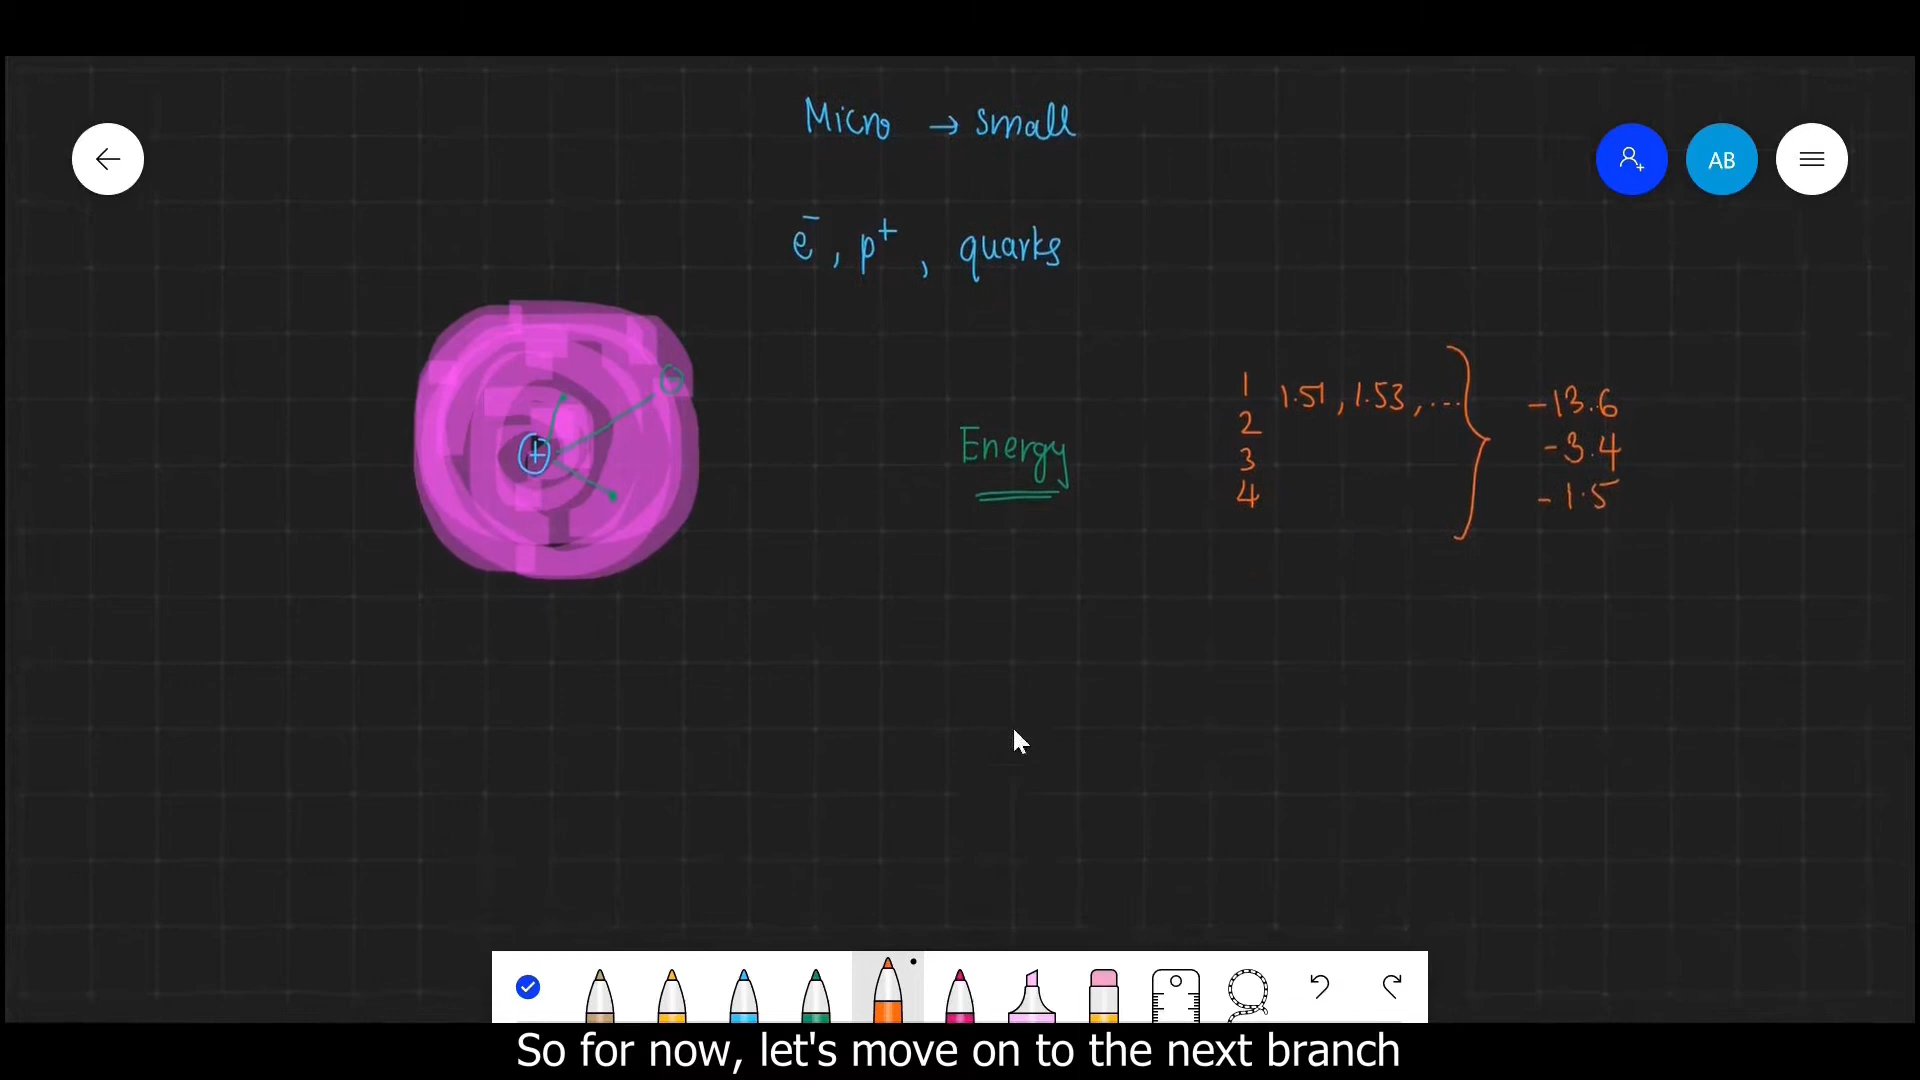 Micro → small
AB
e⁻, p⁺, quarks
⊖
+
Energy
1 1.51, 1.53, ...
2
3
4
-13.6
-3.4
-1.5
So for now, let's move on to the next branch